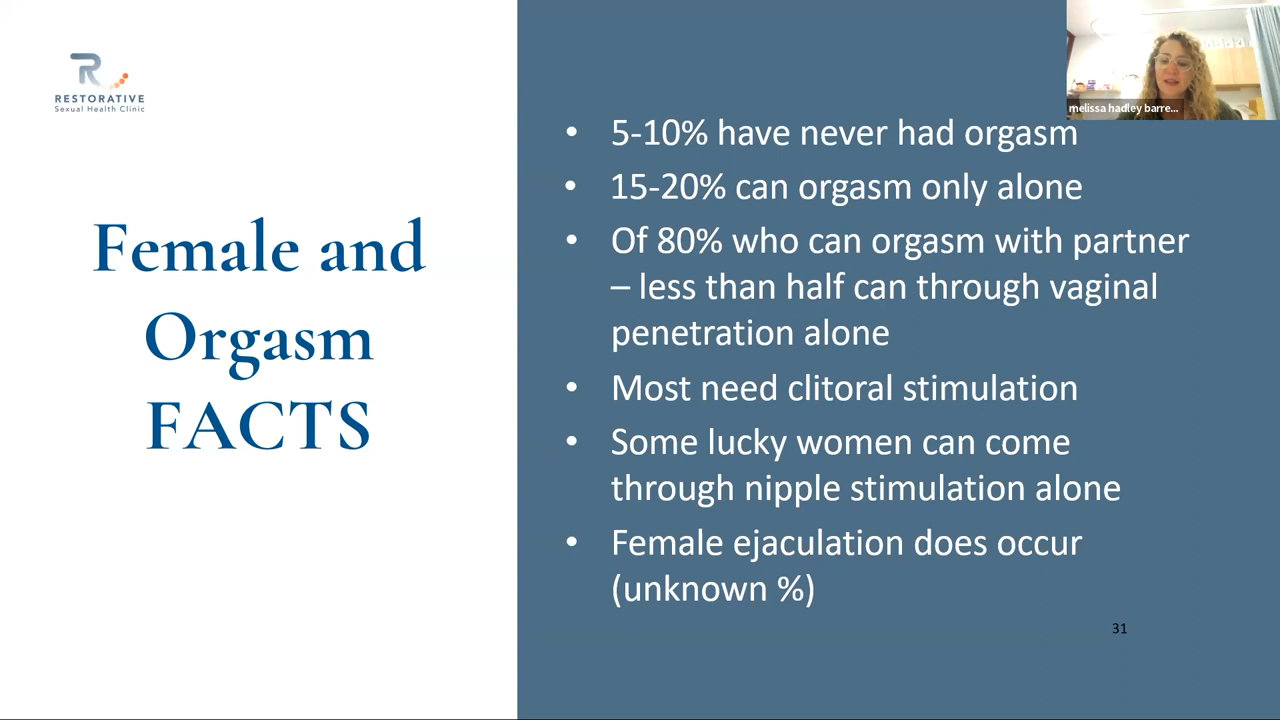 RESTORATIVE
Sexual Health Clinic
Female and
Orgasm
FACTS
melissa hadley barre...
• 5-10% have never had orgasm
• 15-20% can orgasm only alone
• Of 80% who can orgasm with partner
– less than half can through vaginal
penetration alone
• Most need clitoral stimulation
• Some lucky women can come
through nipple stimulation alone
• Female ejaculation does occur
(unknown %)
31